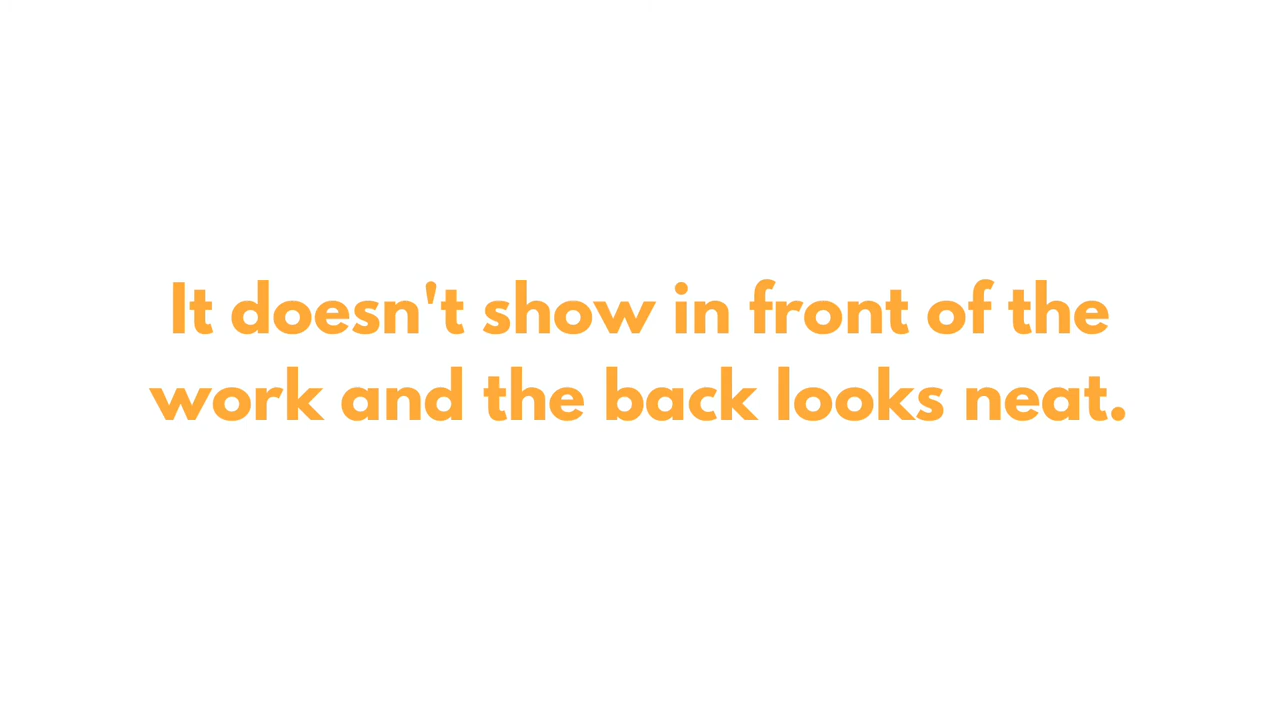 It doesn't show in front of the
work and the back looks neat.